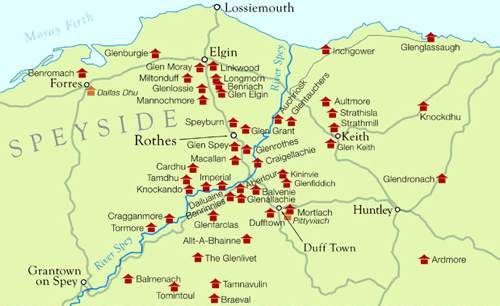 Lossiemouth
Moray Firth
Glenburgie
Elgin
Inchgower
Glenglassaugh
Benromach
Glen Moray
Linkwood
River Spey
Forres
Miltonduff
Longmorn
Dallas Dhu
Glenlossie
Benriach
Glen Elgin
Mannochmore
Auchroisk
Glentauchers
Aultmore
SPEYSIDE
Speyburn
Strathisla
Knockdhu
Glen Grant
Strathmill
Rothes
Keith
Glen Spey
Glenrothes
Glen Keith
Macallan
Craigellachie
Cardhu
Tamdhu
Imperial
Aberlour
Kininvie
Glendronach
Knockando
Glenfiddich
Dailuaine
Balvenie
Benrinnes
Glenallachie
Cragganmore
Glenfarclas
Dufftown
Mortlach
Huntley
Pittyvaich
Tormore
Allt-A-Bhainne
Duff Town
River Spey
The Glenlivet
Ardmore
Grantown
on Spey
Balmenach
Tamnavulin
Tomintoul
Braeval